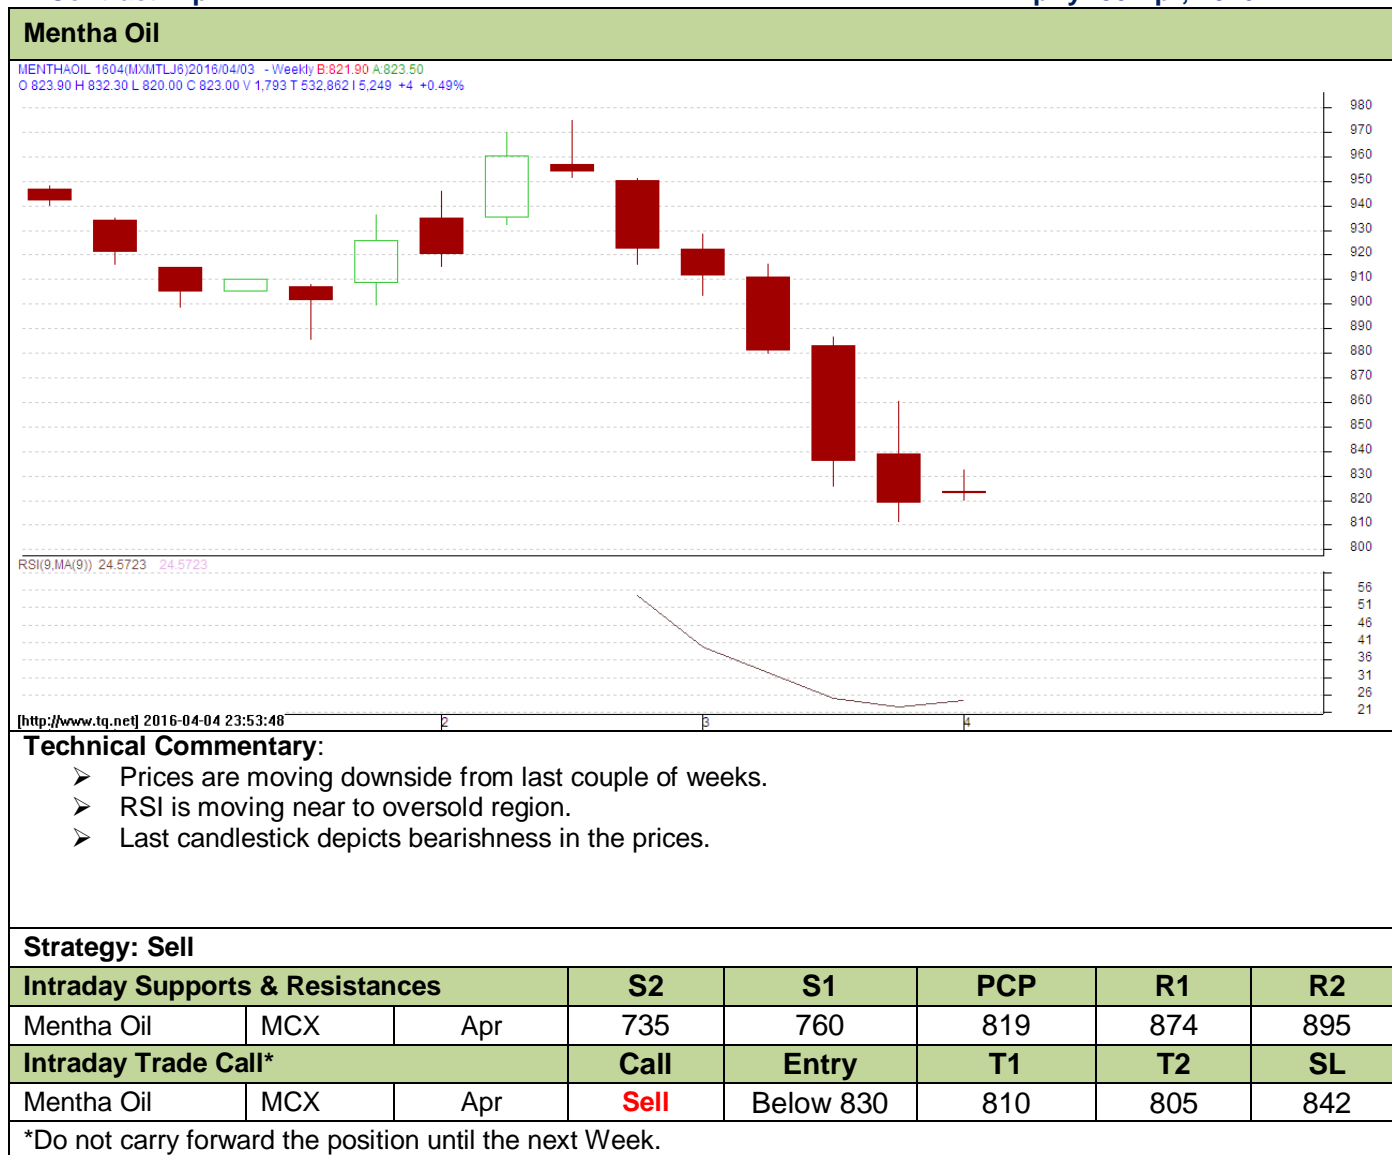 Mentha Oil
MENTHAOIL 1604(MXMTLJ6)2016/04/03 - Weekly B:821.90 A:823.50
O 823.90 H 832.30 L 820.00 C 823.00 V 1,793 T 532,862 I 5,249 +4 +0.49%
980
970
960
950
940
930
920
910
900
890
880
870
860
850
840
830
820
810
800
RSI(9,MA(9)) 24.5723 24.5723
56
51
46
41
36
31
26
21
[http://www.tq.net] 2016-04-04 23:53:48 2 3 4
Technical Commentary:
➢ Prices are moving downside from last couple of weeks.
➢ RSI is moving near to oversold region.
➢ Last candlestick depicts bearishness in the prices.
Strategy: Sell
Intraday Supports & Resistances S2 S1 PCP R1 R2
Mentha Oil MCX Apr 735 760 819 874 895
Intraday Trade Call* Call Entry T1 T2 SL
Mentha Oil MCX Apr Sell Below 830 810 805 842
*Do not carry forward the position until the next Week.